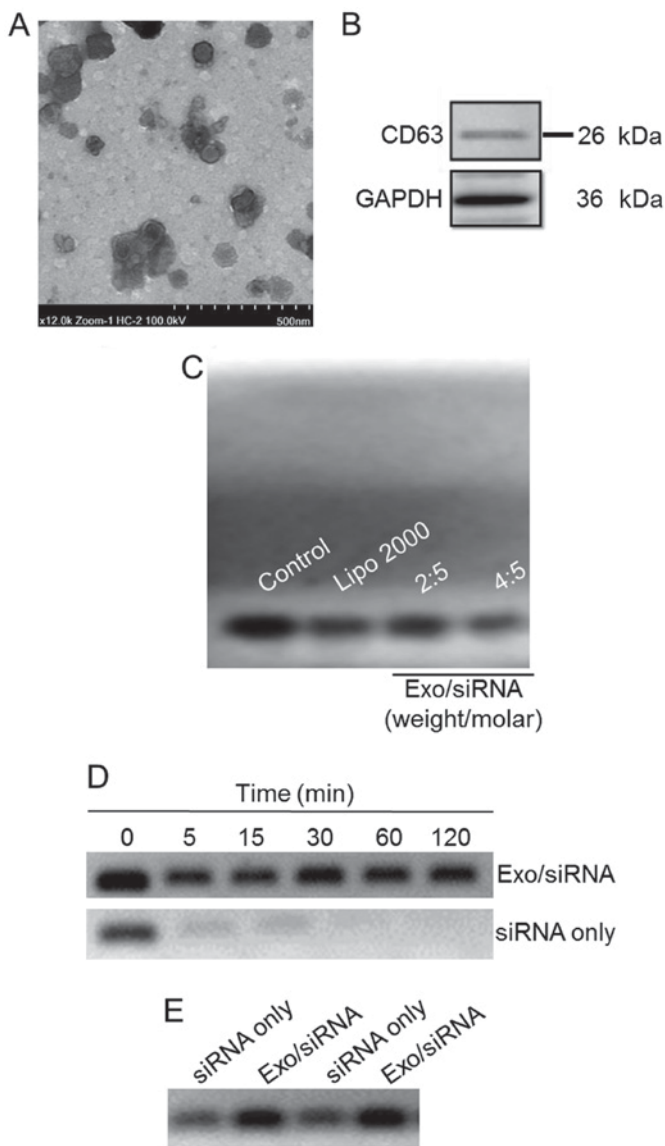 A
x12.0k Zoom-1 HC-2 100.0kV 500nm
B
CD63 26 kDa
GAPDH 36 kDa
C
Control Lipo 2000 2:5 4:5
Exo/siRNA
(weight/molar)
D
Time (min)
0 5 15 30 60 120
Exo/siRNA
siRNA only
E
siRNA only Exo/siRNA siRNA only Exo/siRNA